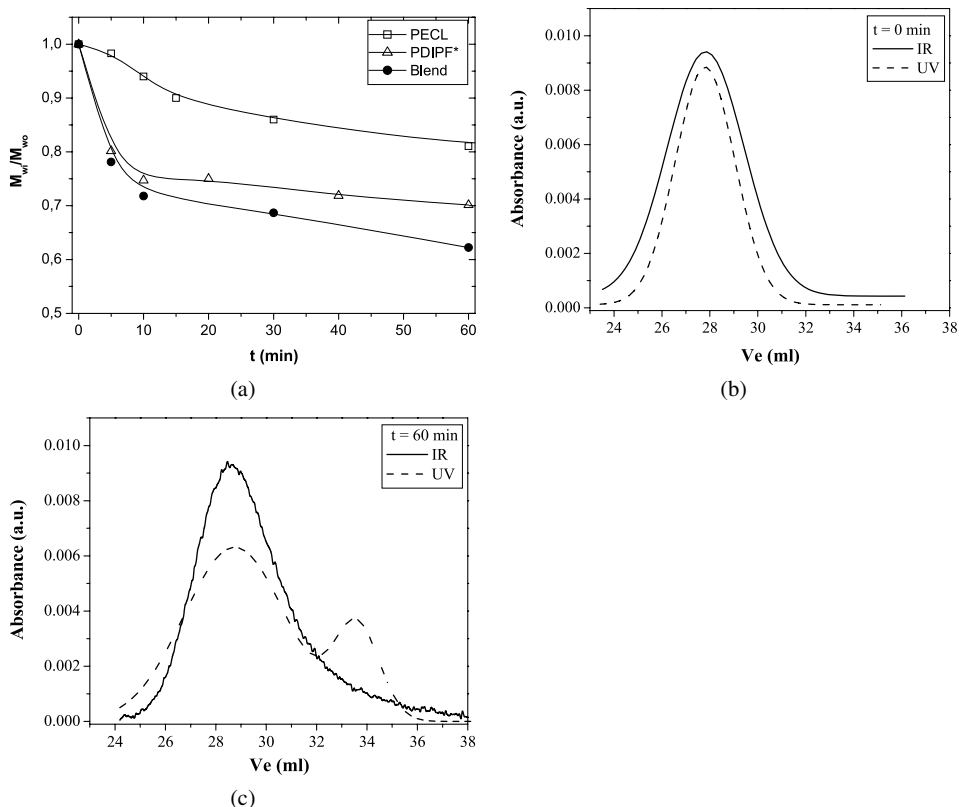 PECL
PDIPF*
Blend
1,0
0,9
0,8
0,7
0,6
0,5
M_wi/M_wo
0 10 20 30 40 50 60
t (min)
(a)
t = 0 min
IR
UV
0.010
0.008
0.006
0.004
0.002
0.000
Absorbance (a.u.)
24 26 28 30 32 34 36 38
Ve (ml)
(b)
t = 60 min
IR
UV
0.010
0.008
0.006
0.004
0.002
0.000
Absorbance (a.u.)
24 26 28 30 32 34 36 38
Ve (ml)
(c)